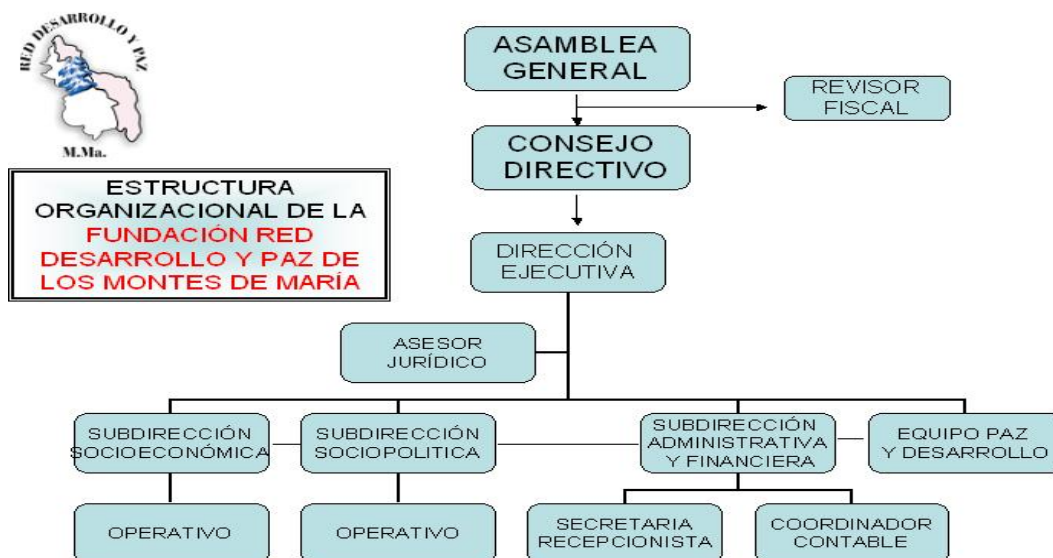 RED DESARROLLO Y PAZ
M.Ma.
ESTRUCTURA
ORGANIZACIONAL DE LA
FUNDACIÓN RED
DESARROLLO Y PAZ DE
LOS MONTES DE MARÍA
ASAMBLEA
GENERAL
REVISOR
FISCAL
CONSEJO
DIRECTIVO
DIRECCIÓN
EJECUTIVA
ASESOR
JURÍDICO
SUBDIRECCIÓN
SOCIOECONÓMICA
SUBDIRECCIÓN
SOCIOPOLITICA
SUBDIRECCIÓN
ADMINISTRATIVA
Y FINANCIERA
EQUIPO PAZ
Y DESARROLLO
OPERATIVO
OPERATIVO
SECRETARIA
RECEPCIONISTA
COORDINADOR
CONTABLE